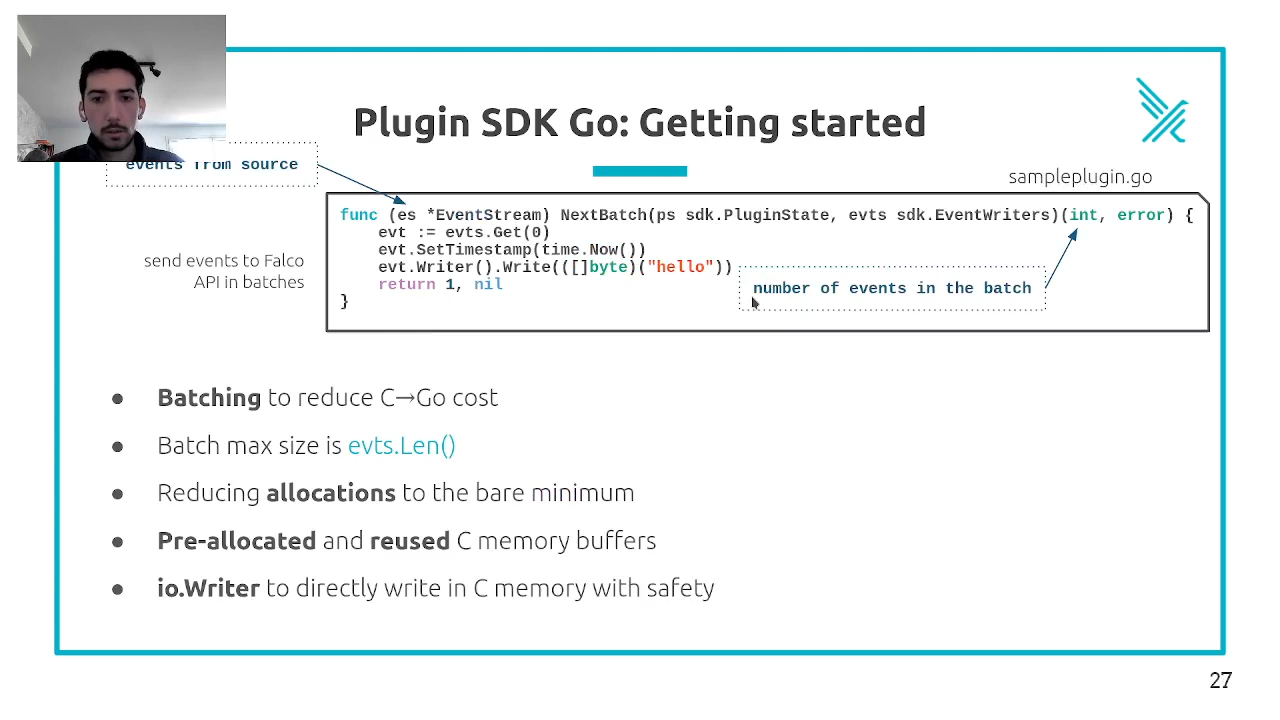 Plugin SDK Go: Getting started
events from source
sampleplugin.go
send events to Falco
API in batches
func (es *EventStream) NextBatch(ps sdk.PluginState, evts sdk.EventWriters)(int, error) {
evt := evts.Get(0)
evt.SetTimestamp(time.Now())
evt.Writer().Write(([]byte)("hello"))
return 1, nil
}
number of events in the batch
● Batching to reduce C→Go cost
● Batch max size is evts.Len()
● Reducing allocations to the bare minimum
● Pre-allocated and reused C memory buffers
● io.Writer to directly write in C memory with safety
27